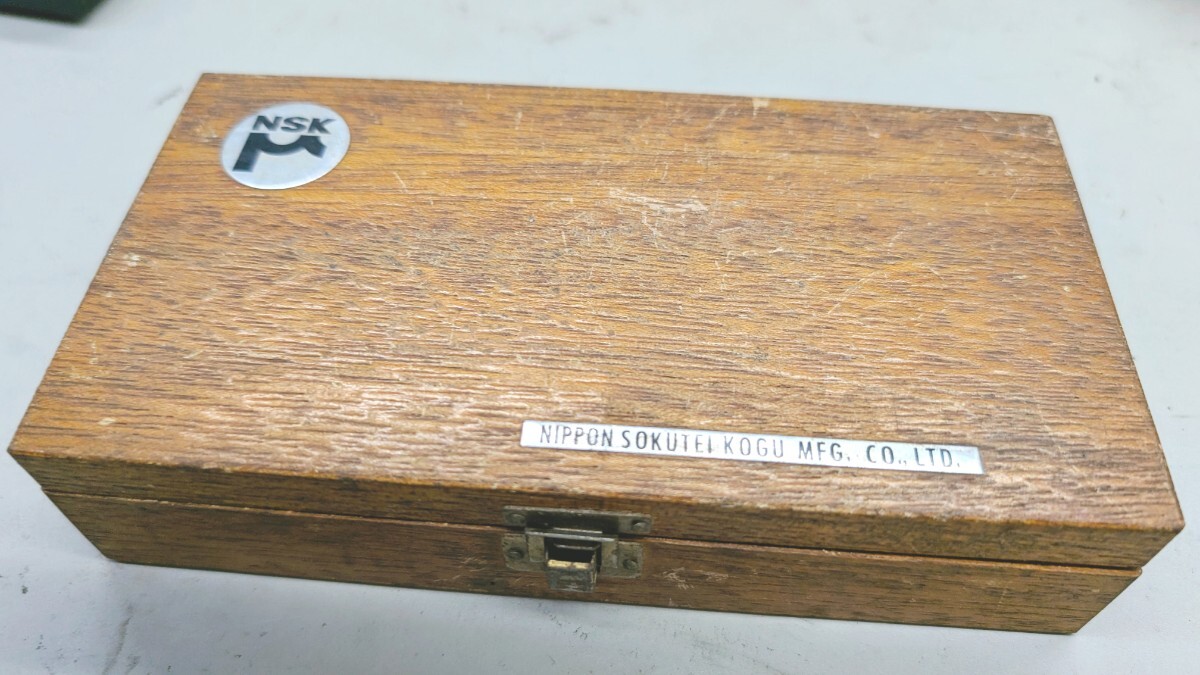 NSK
μ
NIPPON SOKUTEI KOGU MFG. CO., LTD.